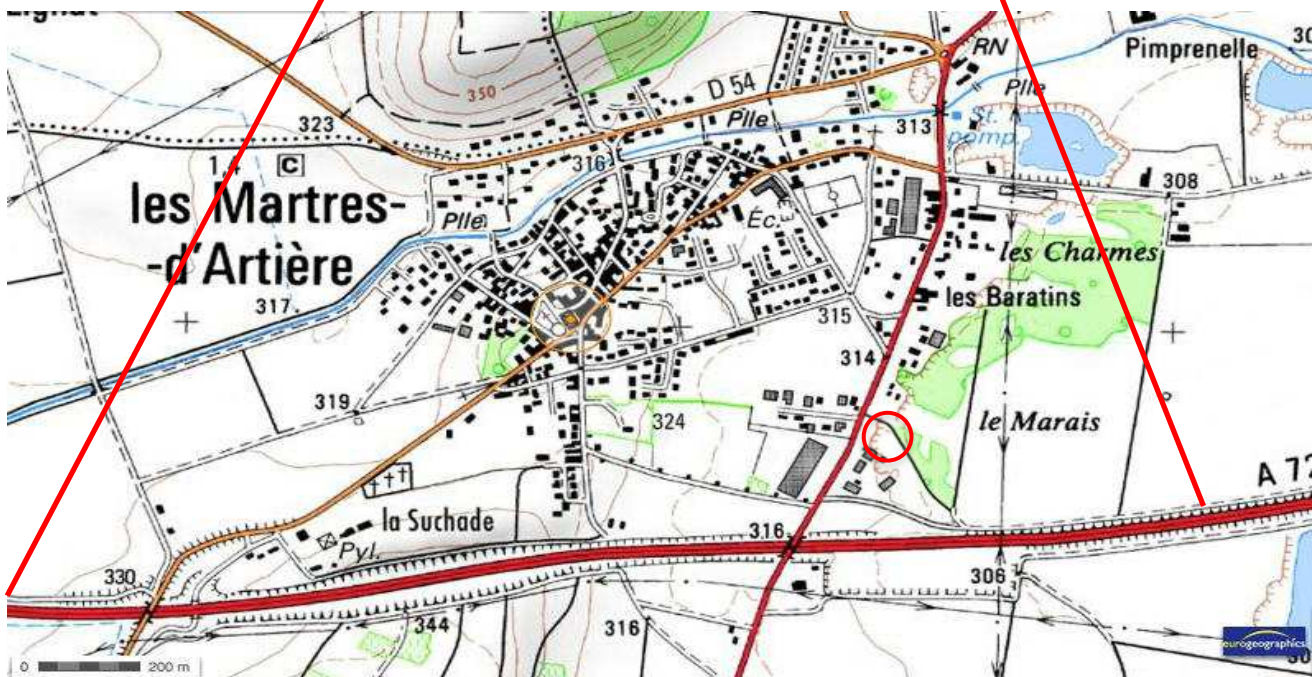 RN
Pimprenelle
D 54
350
Plle
Plle
313
St.
pomp.
323
316
1,4
C
308
les Martres-
-d'Artière
Plle
Éc.
les Charmes
les Baratins
317
315
314
319
324
le Marais
A 72
la Suchade
Pyl.
316
330
306
344
316
0 200 m
eurogeographics